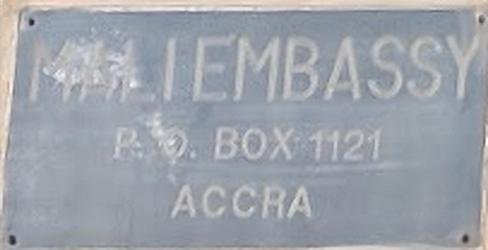 MALI EMBASSY
P. O. BOX 1121
ACCRA